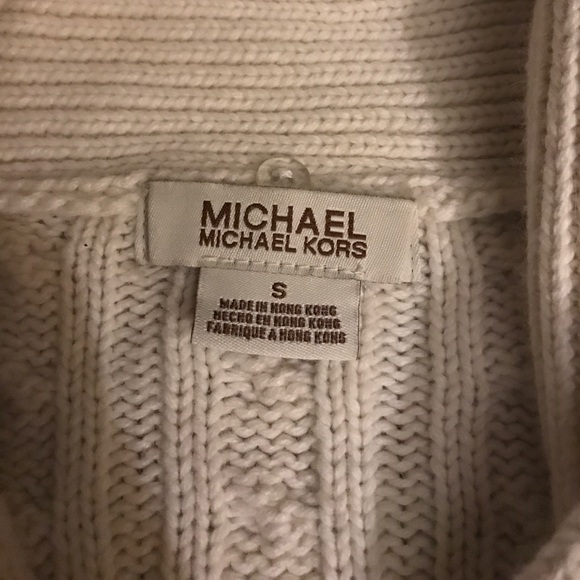 MICHAEL
MICHAEL KORS
S
MADE IN HONG KONG
HECHO EN HONG KONG
FABRIQUE A HONG KONG